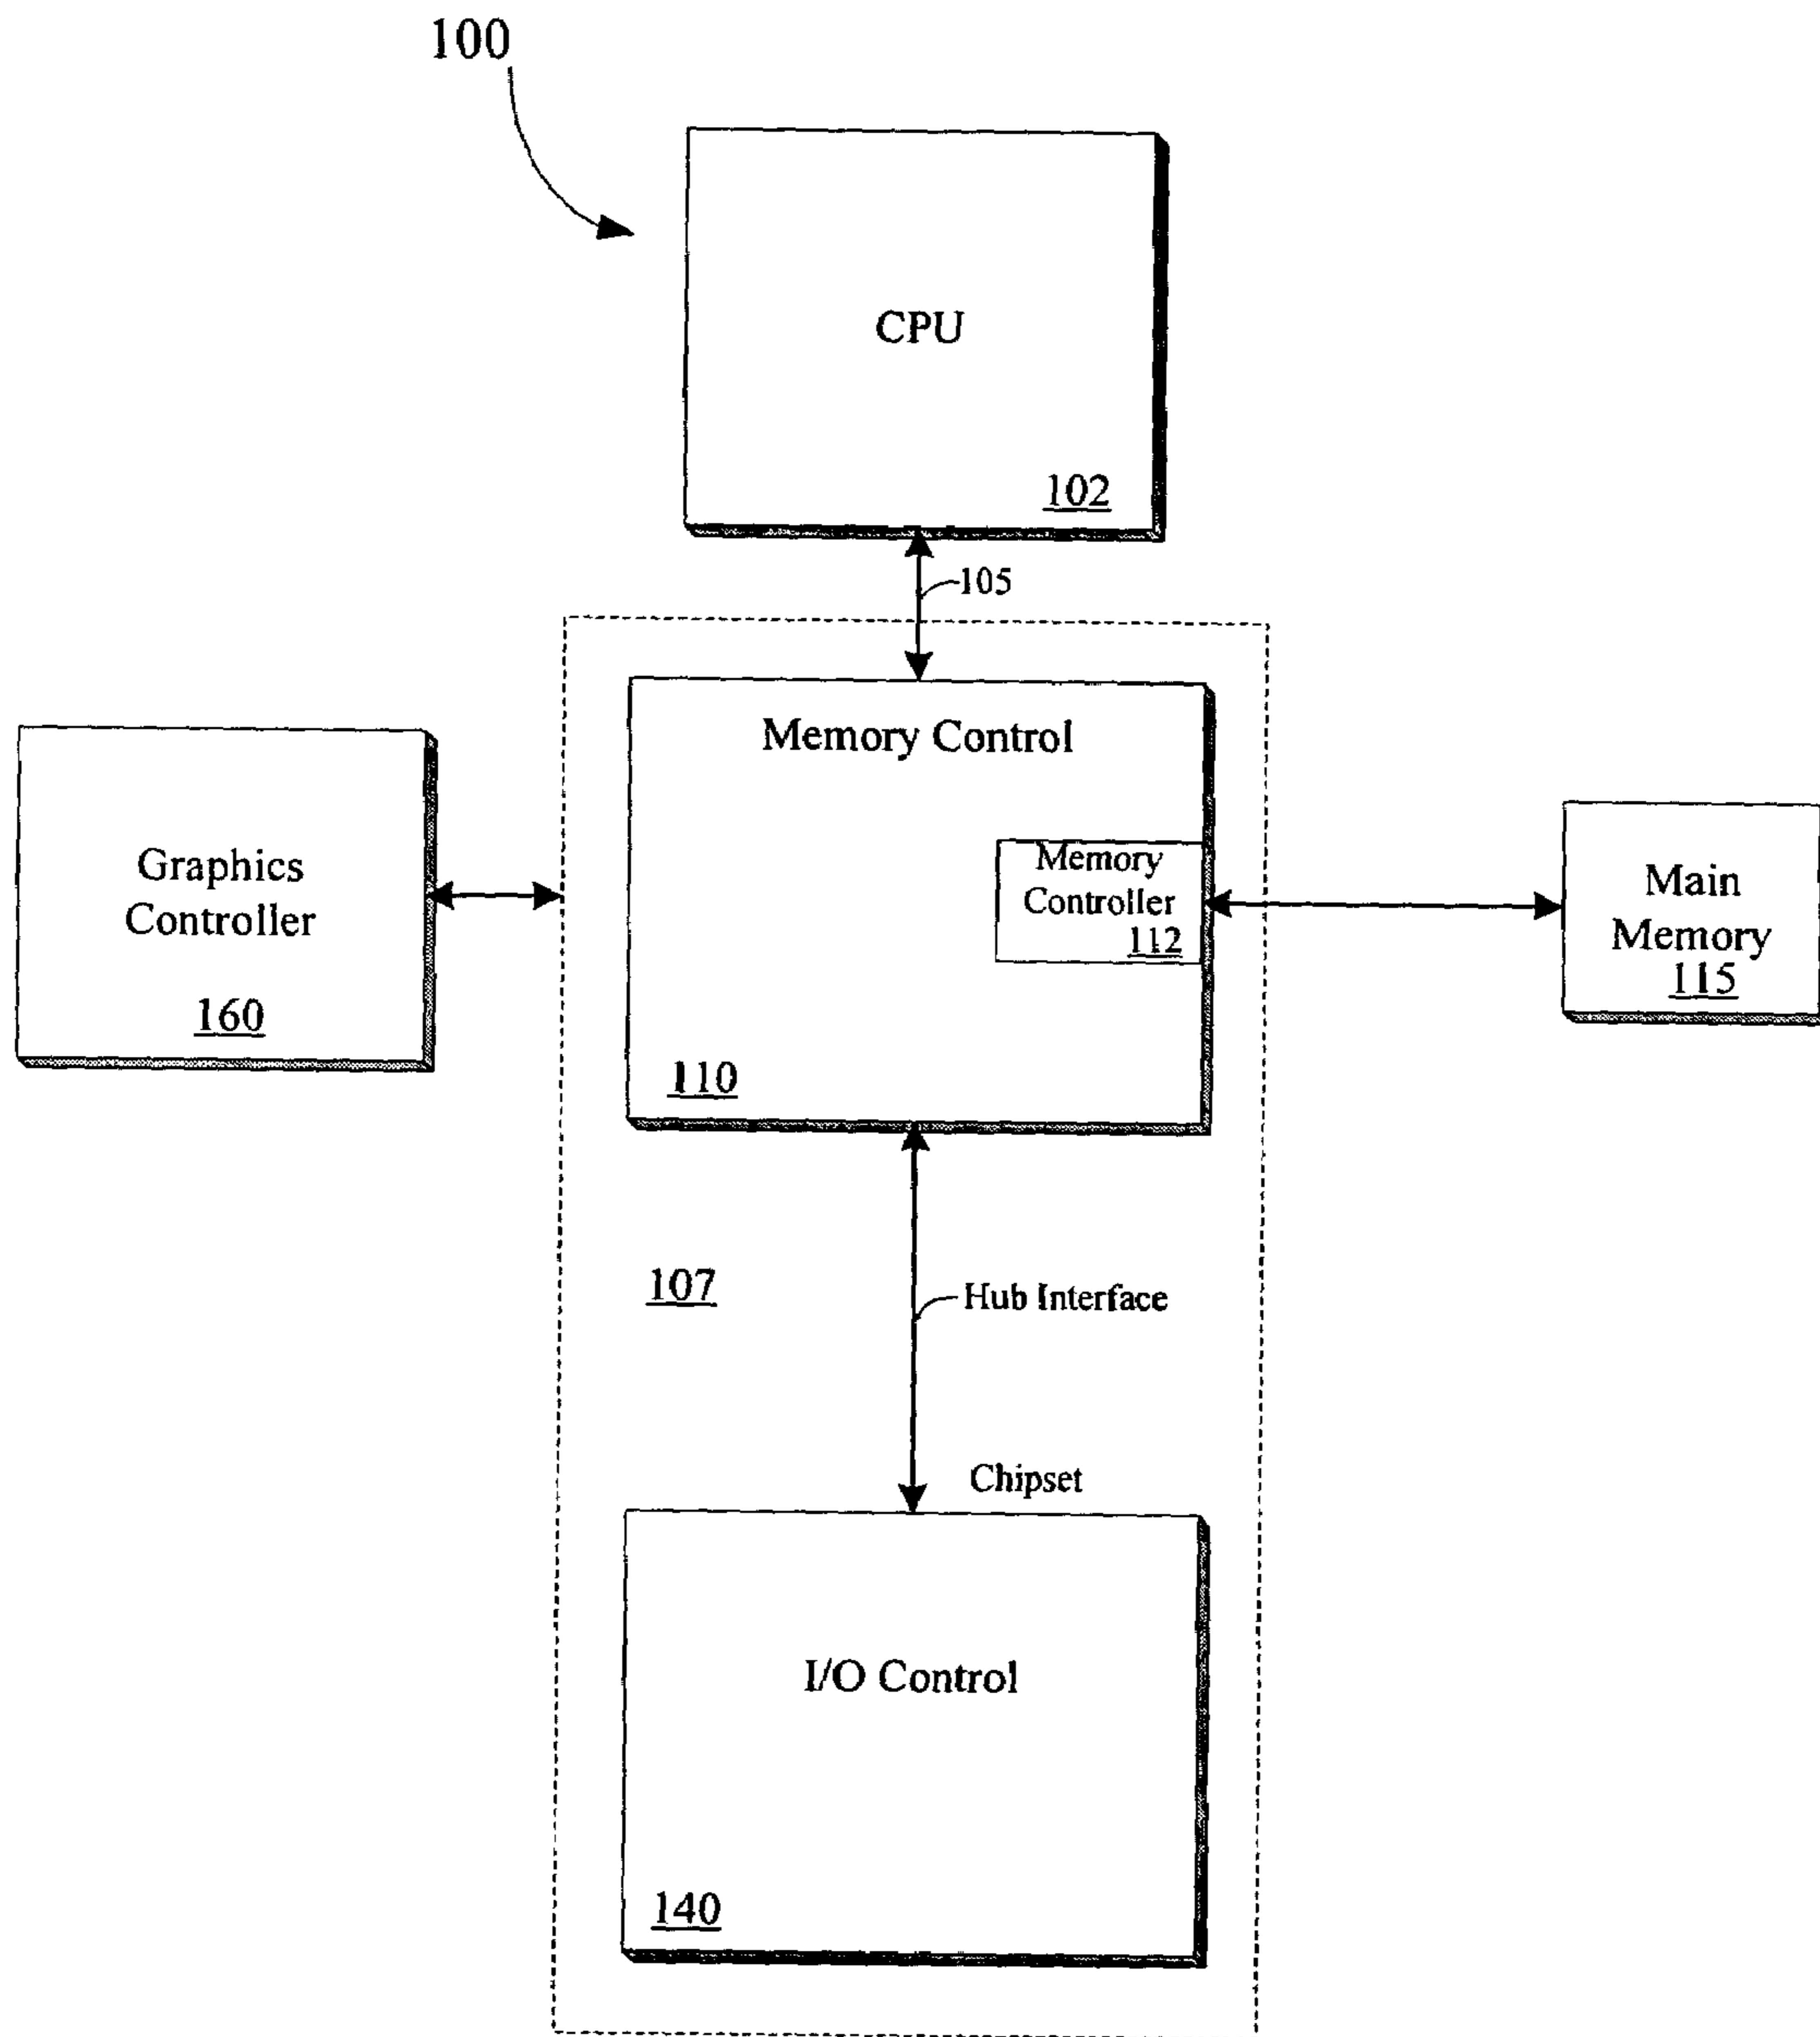 100
CPU
102
105
Memory Control
Memory
Controller
112
110
Graphics
Controller
160
Main
Memory
115
107
Hub Interface
Chipset
I/O Control
140